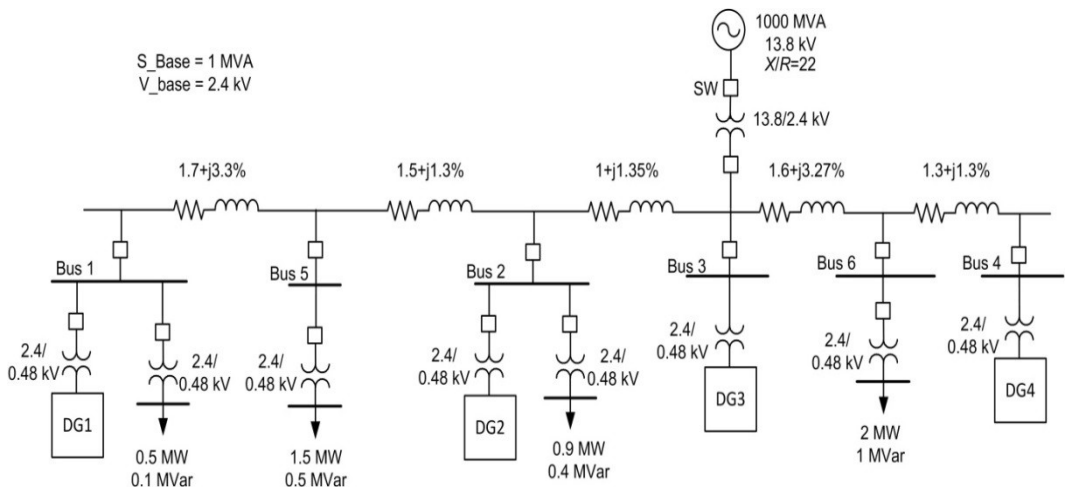 1000 MVA
13.8 kV
X/R=22
S_Base = 1 MVA
V_base = 2.4 kV
SW
13.8/2.4 kV
1.7+j3.3%
1.5+j1.3%
1+j1.35%
1.6+j3.27%
1.3+j1.3%
Bus 1
Bus 5
Bus 2
Bus 3
Bus 6
Bus 4
2.4/
0.48 kV
2.4/
0.48 kV
2.4/
0.48 kV
2.4/
0.48 kV
2.4/
0.48 kV
2.4/
0.48 kV
2.4/
0.48 kV
2.4/
0.48 kV
DG1
DG2
DG3
DG4
0.5 MW
0.1 MVar
1.5 MW
0.5 MVar
0.9 MW
0.4 MVar
2 MW
1 MVar